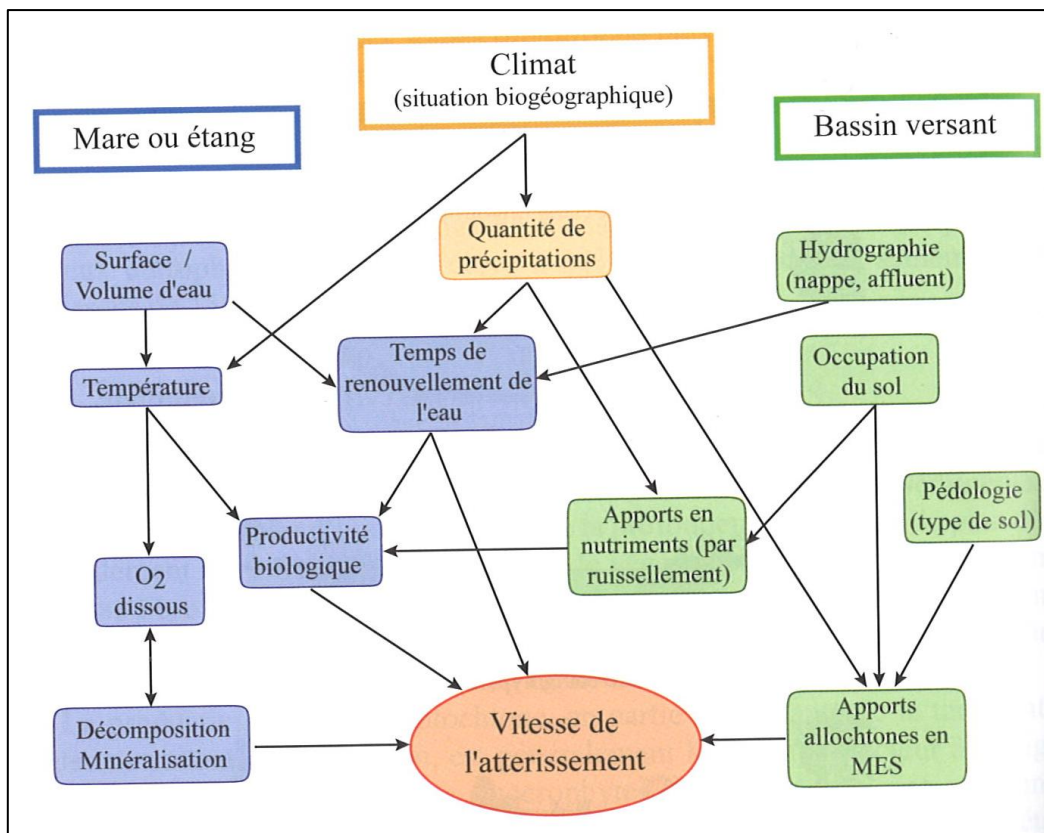 Climat
(situation biogéographique)
Mare ou étang
Bassin versant
Quantité de
précipitations
Surface /
Volume d'eau
Hydrographie
(nappe, affluent)
Température
Temps de
renouvellement de
l'eau
Occupation
du sol
Pédologie
(type de sol)
Productivité
biologique
Apports en
nutriments (par
ruissellement)
O2
dissous
Décomposition
Minéralisation
Vitesse de
l'atterissement
Apports
allochtones en
MES